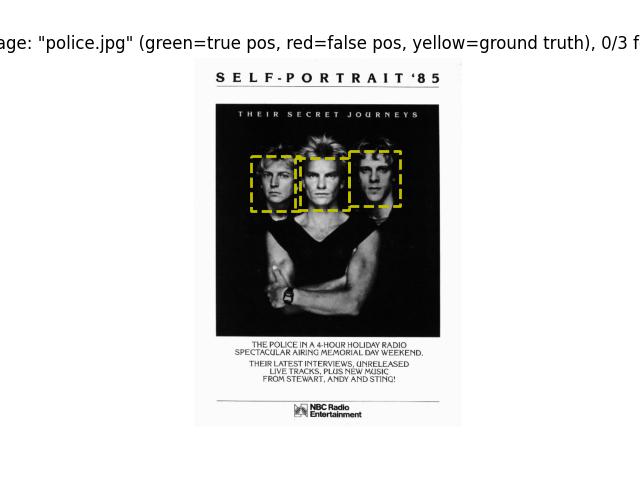 age: "police.jpg" (green=true pos, red=false pos, yellow=ground truth), 0/3 f
SELF-PORTRAIT '85
THEIR SECRET JOURNEYS
THE POLICE IN A 4-HOUR HOLIDAY RADIO
SPECTACULAR AIRING MEMORIAL DAY WEEKEND.
THEIR LATEST INTERVIEWS, UNRELEASED
LIVE TRACKS, PLUS NEW MUSIC
FROM STEWART, ANDY AND STING!
NBC Radio
Entertainment